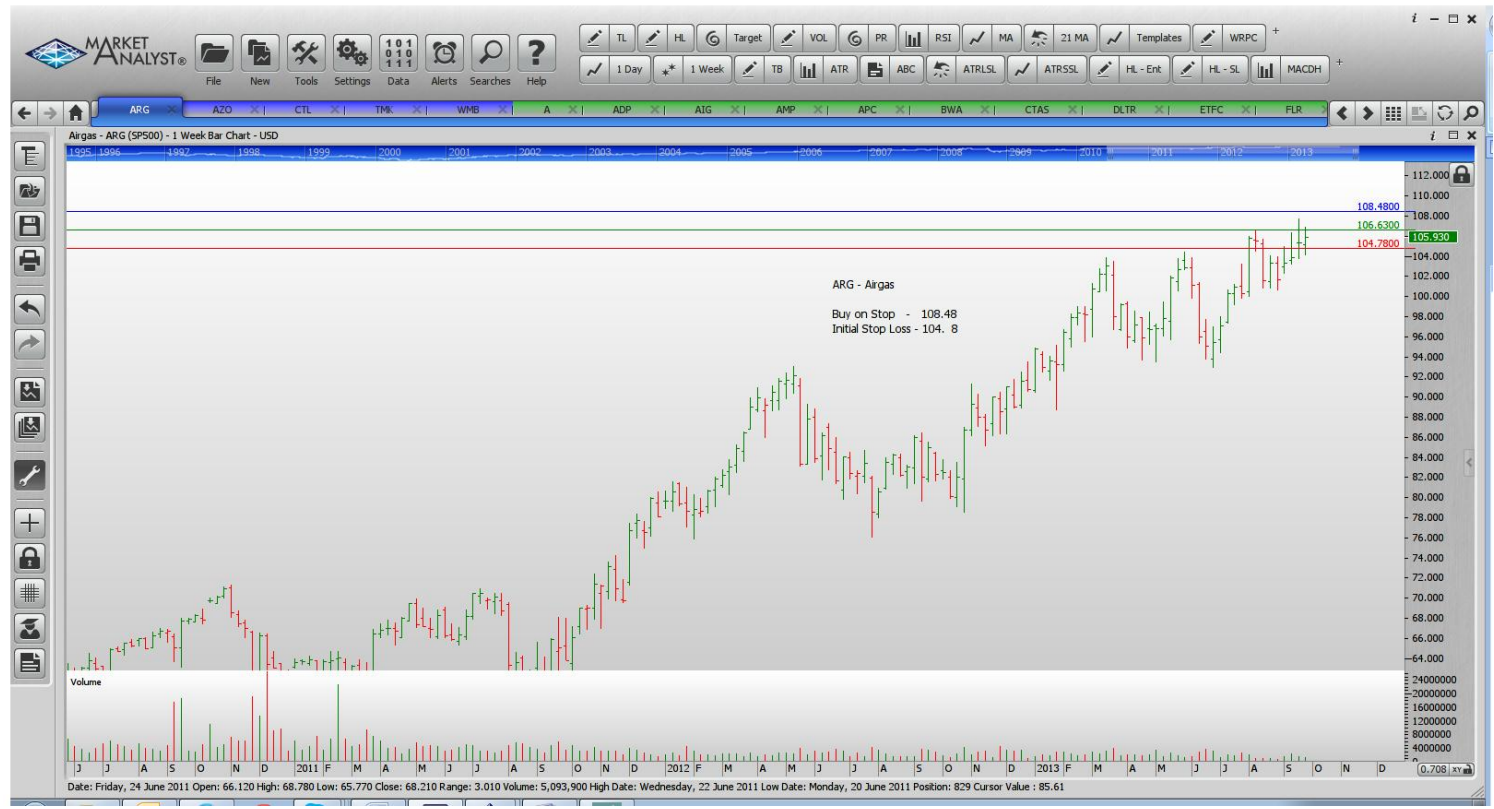 MARKET
ANALYST®
File New Tools Settings Data Alerts Searches Help
TL HL Target VOL PR RSI MA 21 MA Templates WRPC +
1 Day 1 Week TB ATR ABC ATRLSL ATRSSL HL - Ent HL - SL MACDH +
i
ARG AZO CTL TMK WMB A ADP AIG AMP APC BWA CTAS DLTR ETFC FLR
Airgas - ARG (SP500) - 1 Week Bar Chart - USD
1995 1996 1997 1998 1999 2000 2001 2002 2003 2004 2005 2006 2007 2008 2009 2010 2011 2012 2013
112.000
110.000
108.4800
108.000
106.6300
105.930
104.7800
104.000
102.000
ARG - Airgas
100.000
Buy on Stop - 108.48
98.000
Initial Stop Loss - 104. 8
96.000
94.000
92.000
90.000
88.000
86.000
84.000
82.000
80.000
78.000
76.000
74.000
72.000
70.000
68.000
66.000
64.000
Volume
24000000
20000000
16000000
12000000
8000000
4000000
0
J J A S O N D 2011 F M A M J J A S O N D 2012 F M A M J J A S O N D 2013 F M A M J J A S O N D
0.708 XY
Date: Friday, 24 June 2011 Open: 66.120 High: 68.780 Low: 65.770 Close: 68.210 Range: 3.010 Volume: 5,093,900 High Date: Wednesday, 22 June 2011 Low Date: Monday, 20 June 2011 Position: 829 Cursor Value : 85.61